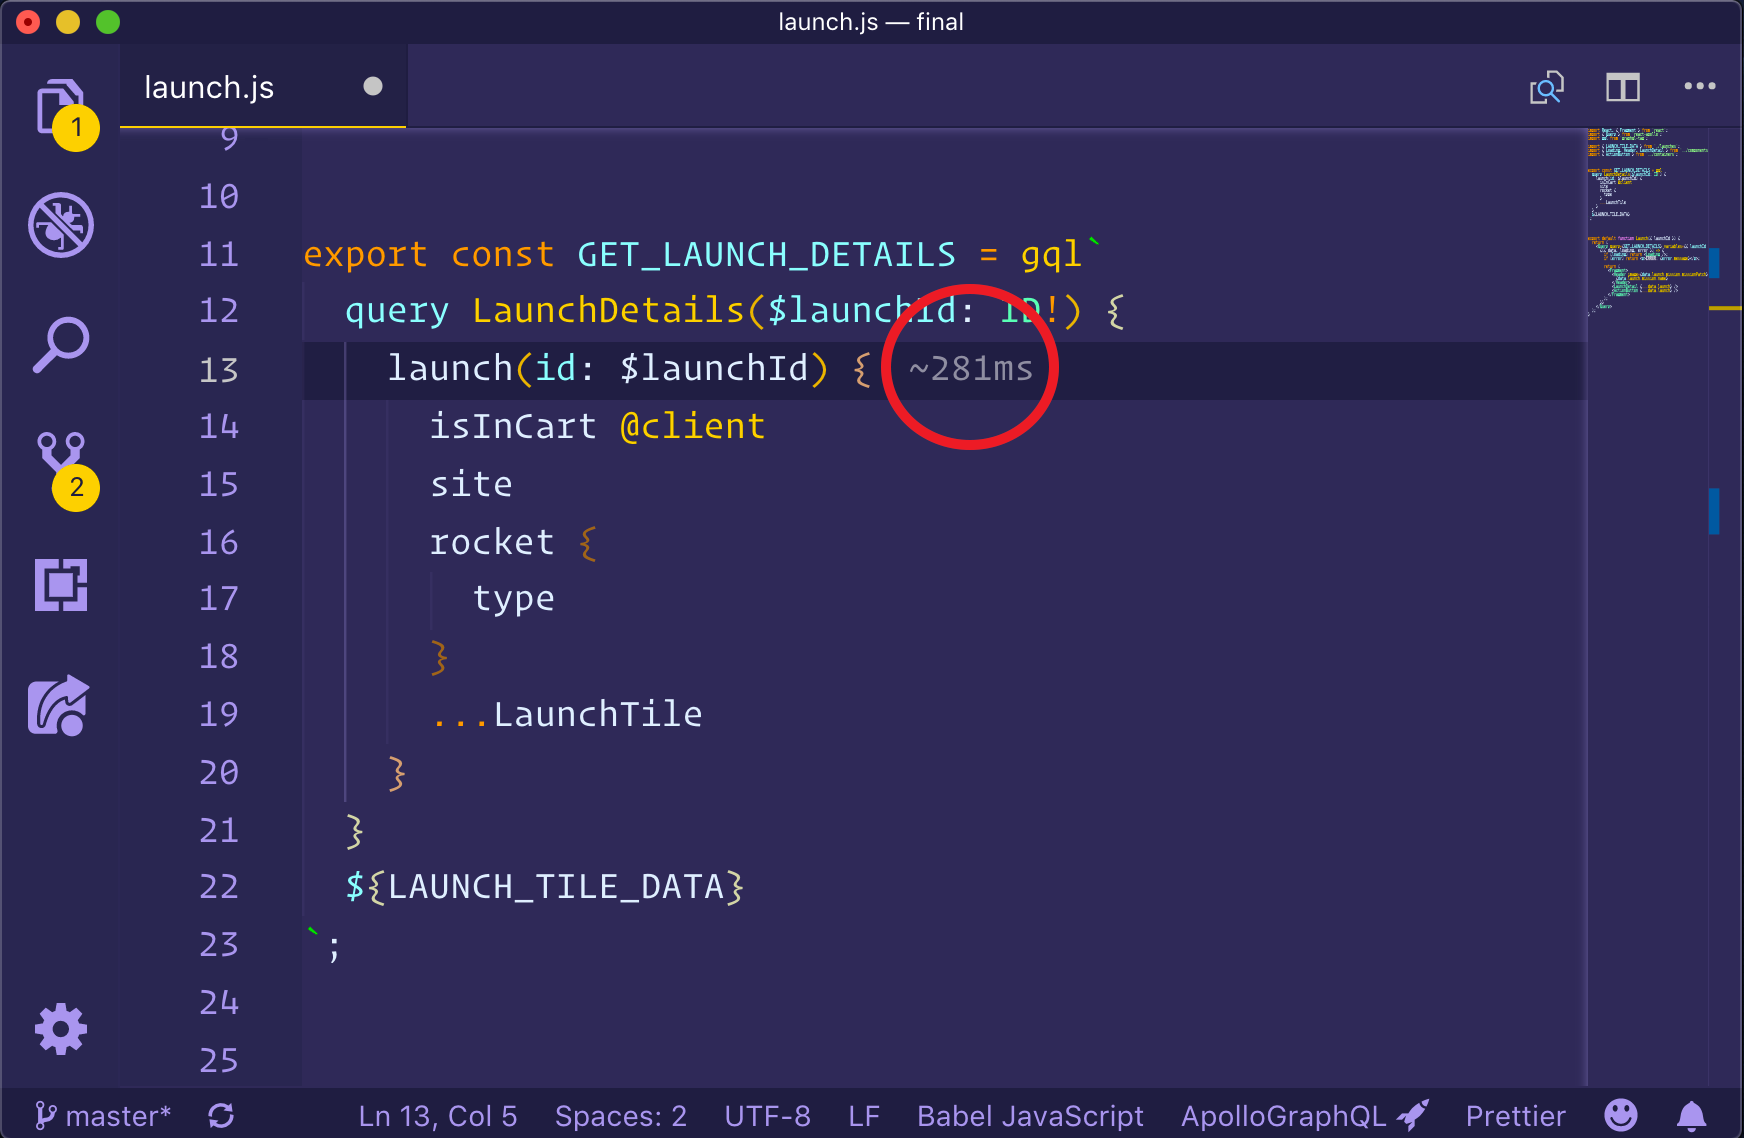 launch.js — final
launch.js
1
2
9
10
11 export const GET_LAUNCH_DETAILS = gql`
12 query LaunchDetails($launchId: ID!) {
13 launch(id: $launchId) { ~281ms
14 isInCart @client
15 site
16 rocket {
17 type
18 }
19 ...LaunchTile
20 }
21 }
22 ${LAUNCH_TILE_DATA}
23 `;
24
25
master* Ln 13, Col 5 Spaces: 2 UTF-8 LF Babel JavaScript ApolloGraphQL Prettier